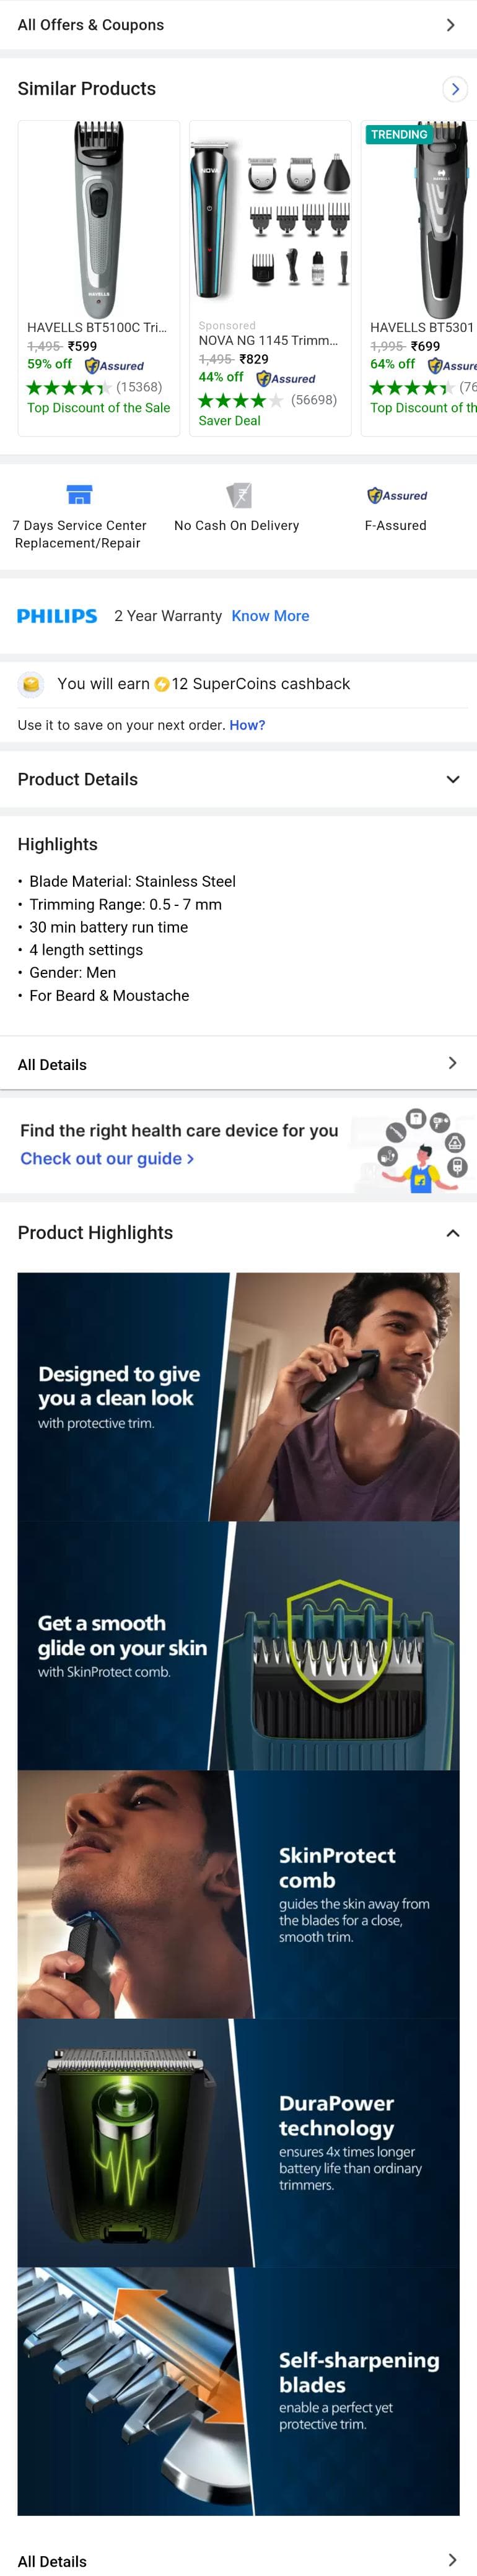 All Offers & Coupons
Similar Products
TRENDING
HAVELLS BT5100C Tri...
1,495 ₹599
59% off Assured
(15368)
Top Discount of the Sale
NOVA
Sponsored
NOVA NG 1145 Trimm...
1,495 ₹829
44% off Assured
(56698)
Saver Deal
HAVELLS BT5301
1,995 ₹699
64% off Assure
(76
Top Discount of th
7 Days Service Center
Replacement/Repair
No Cash On Delivery
Assured
F-Assured
PHILIPS 2 Year Warranty Know More
You will earn 12 SuperCoins cashback
Use it to save on your next order. How?
Product Details
Highlights
• Blade Material: Stainless Steel
• Trimming Range: 0.5 - 7 mm
• 30 min battery run time
• 4 length settings
• Gender: Men
• For Beard & Moustache
All Details
Find the right health care device for you
Check out our guide >
Product Highlights
Designed to give
you a clean look
with protective trim.
Get a smooth
glide on your skin
with SkinProtect comb.
SkinProtect
comb
guides the skin away from
the blades for a close,
smooth trim.
DuraPower
technology
ensures 4x times longer
battery life than ordinary
trimmers.
Self-sharpening
blades
enable a perfect yet
protective trim.
All Details